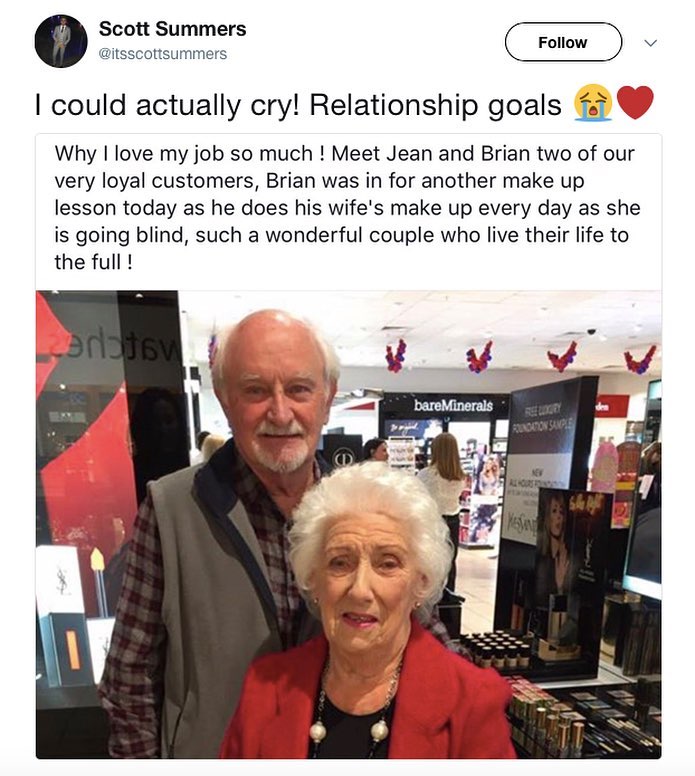 Scott Summers
@itsscottsummers
Follow
I could actually cry! Relationship goals 😭❤️
Why I love my job so much ! Meet Jean and Brian two of our
very loyal customers, Brian was in for another make up
lesson today as he does his wife's make up every day as she
is going blind, such a wonderful couple who live their life to
the full !
watches
bareMinerals
FREE LUXURY
FOUNDATION SAMPLE
NEW
ALL HOURS FOUNDATION